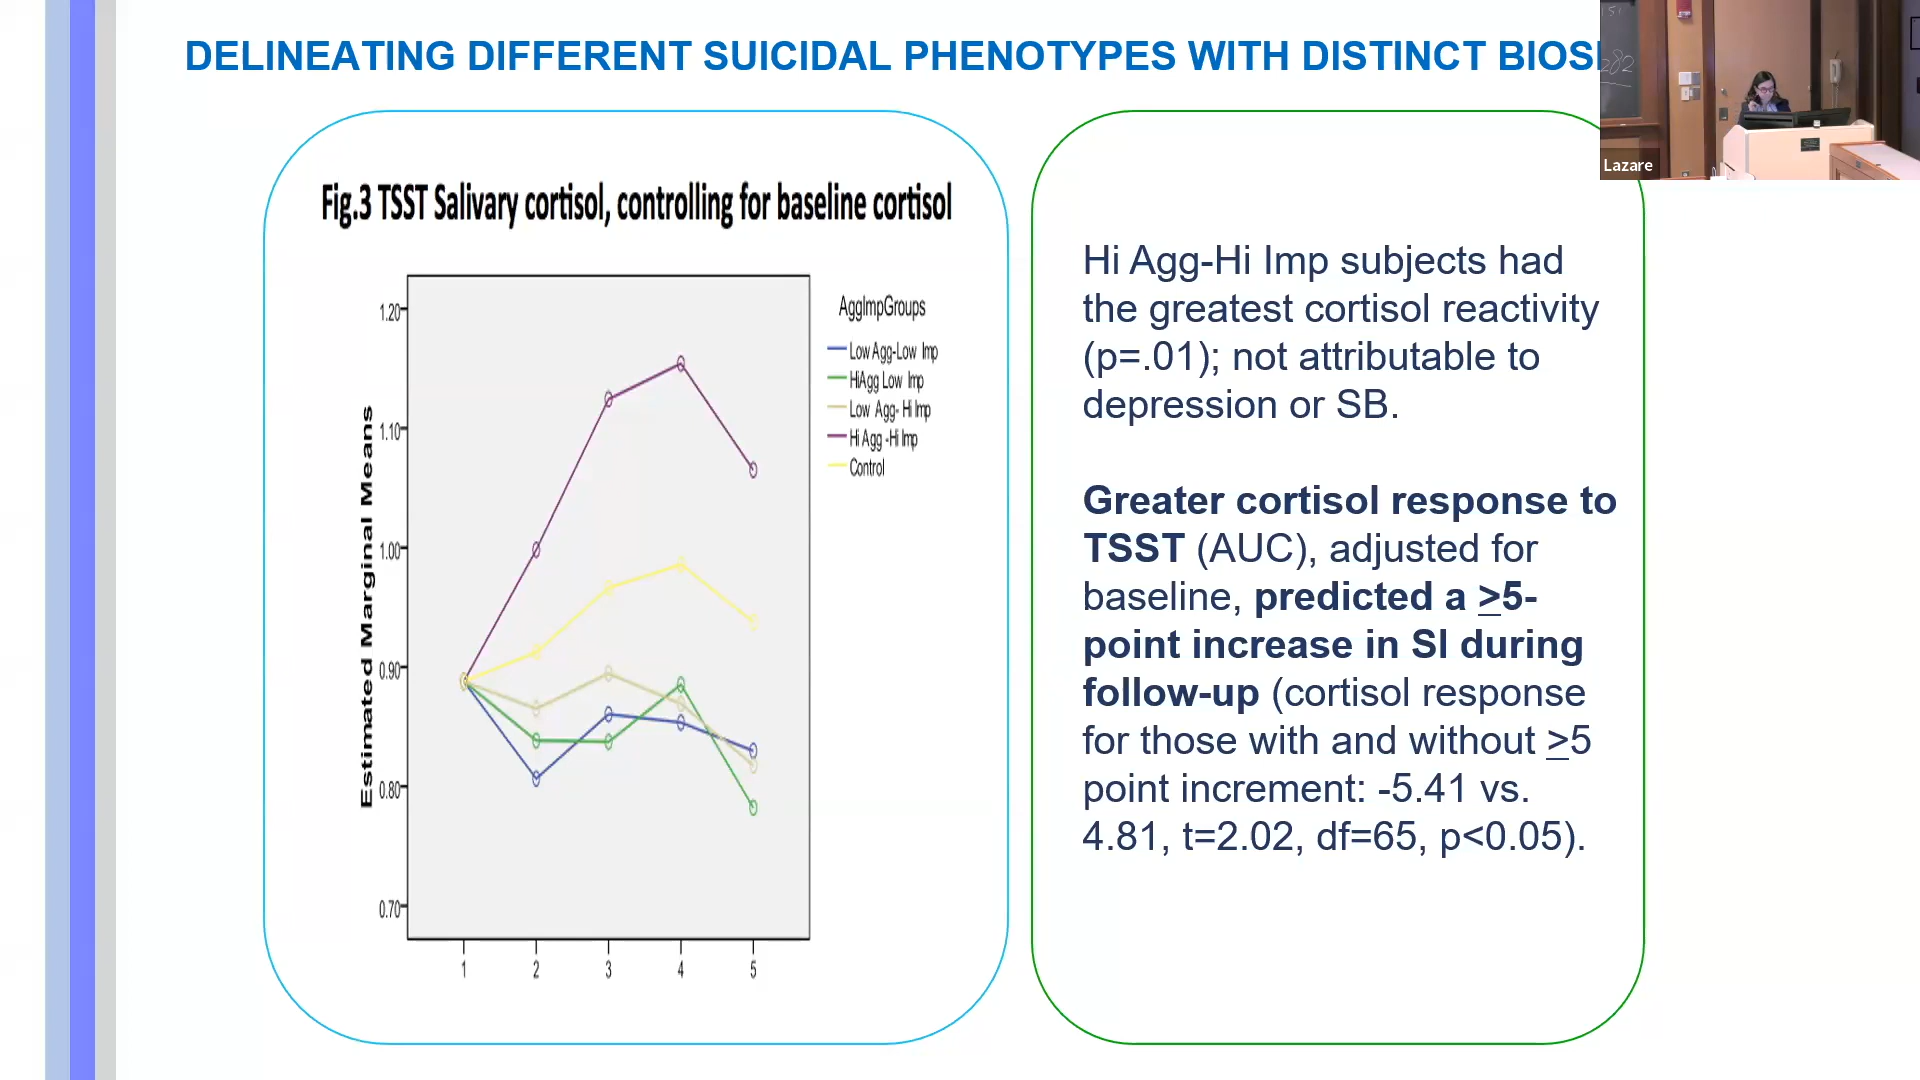 DELINEATING DIFFERENT SUICIDAL PHENOTYPES WITH DISTINCT
282
Lazare
Fig.3 TSST Salivary cortisol, controlling for baseline cortisol
Estimated Marginal Means
1.20
1.10
1.00
0.90
0.80
0.70
1 2 3 4 5
AggImpGroups
Low Agg-Low Imp
HiAgg Low Imp
Low Agg- Hi Imp
Hi Agg -Hi Imp
Control
Hi Agg-Hi Imp subjects had
the greatest cortisol reactivity
(p=.01); not attributable to
depression or SB.
Greater cortisol response to
TSST (AUC), adjusted for
baseline, predicted a >5-
point increase in SI during
follow-up (cortisol response
for those with and without >5
point increment: -5.41 vs.
4.81, t=2.02, df=65, p<0.05).